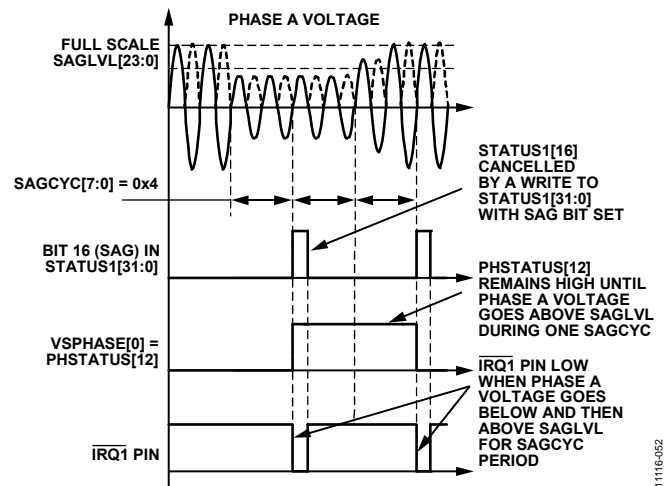 PHASE A VOLTAGE
FULL SCALE
SAGLVL[23:0]
STATUS1[16]
CANCELLED
BY A WRITE TO
STATUS1[31:0]
WITH SAG BIT SET
SAGCYC[7:0] = 0x4
BIT 16 (SAG) IN
STATUS1[31:0]
PHSTATUS[12]
REMAINS HIGH UNTIL
PHASE A VOLTAGE
GOES ABOVE SAGLVL
DURING ONE SAGCYC
VSPHASE[0] =
PHSTATUS[12]
IRQ1 PIN LOW
WHEN PHASE A
VOLTAGE GOES
BELOW AND THEN
ABOVE SAGLVL
FOR SAGCYC
PERIOD
IRQ1 PIN
11116-052